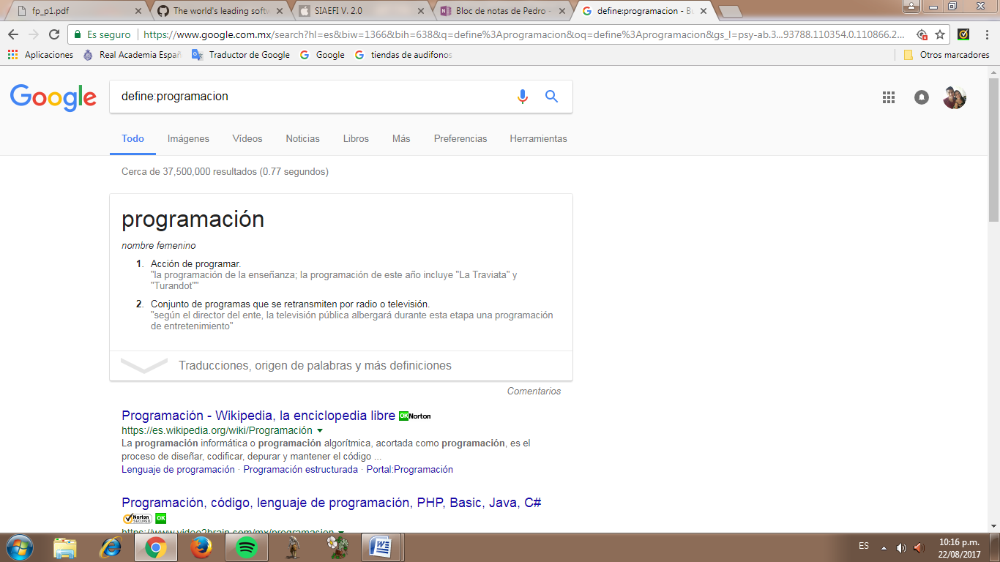 fp_p1.pdf
The world's leading softw
SIAEFI V. 2.0
Bloc de notas de Pedro -
define:programacion - B
Es seguro
https://www.google.com.mx/search?hl=es&biw=1366&bih=638&q=define%3Aprogramacion&oq=define%3Aprogramacion&gs_l=psy-ab.3...93788.110354.0.110866.2...
Aplicaciones
Real Academia Españ
Traductor de Google
Google
tiendas de audifonos
Otros marcadores
Google
define:programacion
Todo
Imágenes
Vídeos
Noticias
Libros
Más
Preferencias
Herramientas
Cerca de 37,500,000 resultados (0.77 segundos)
programación
nombre femenino
1. Acción de programar.
"la programación de la enseñanza; la programación de este año incluye "La Traviata" y
"Turandot""
2. Conjunto de programas que se retransmiten por radio o televisión.
"según el director del ente, la televisión pública albergará durante esta etapa una programación
de entretenimiento"
Traducciones, origen de palabras y más definiciones
Comentarios
Programación - Wikipedia, la enciclopedia libre OK Norton
https://es.wikipedia.org/wiki/Programación
La programación informática o programación algorítmica, acortada como programación, es el
proceso de diseñar, codificar, depurar y mantener el código ...
Lenguaje de programación · Programación estructurada · Portal:Programación
Programación, código, lenguaje de programación, PHP, Basic, Java, C#
Norton SECURED OK
https://www.video2brain.com/mx/programacion
ES
10:16 p.m.
22/08/2017